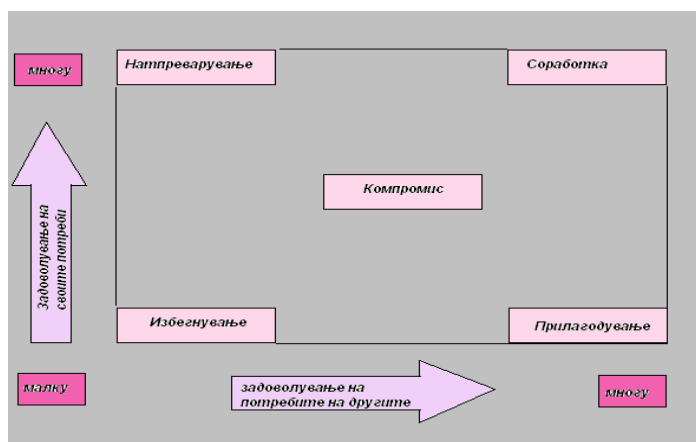 Натпреварување
Соработка
многу
Компромис
Задоволување на
своите потреби
Избегнување
Прилагодување
малку
задоволување на
потребите на другите
многу